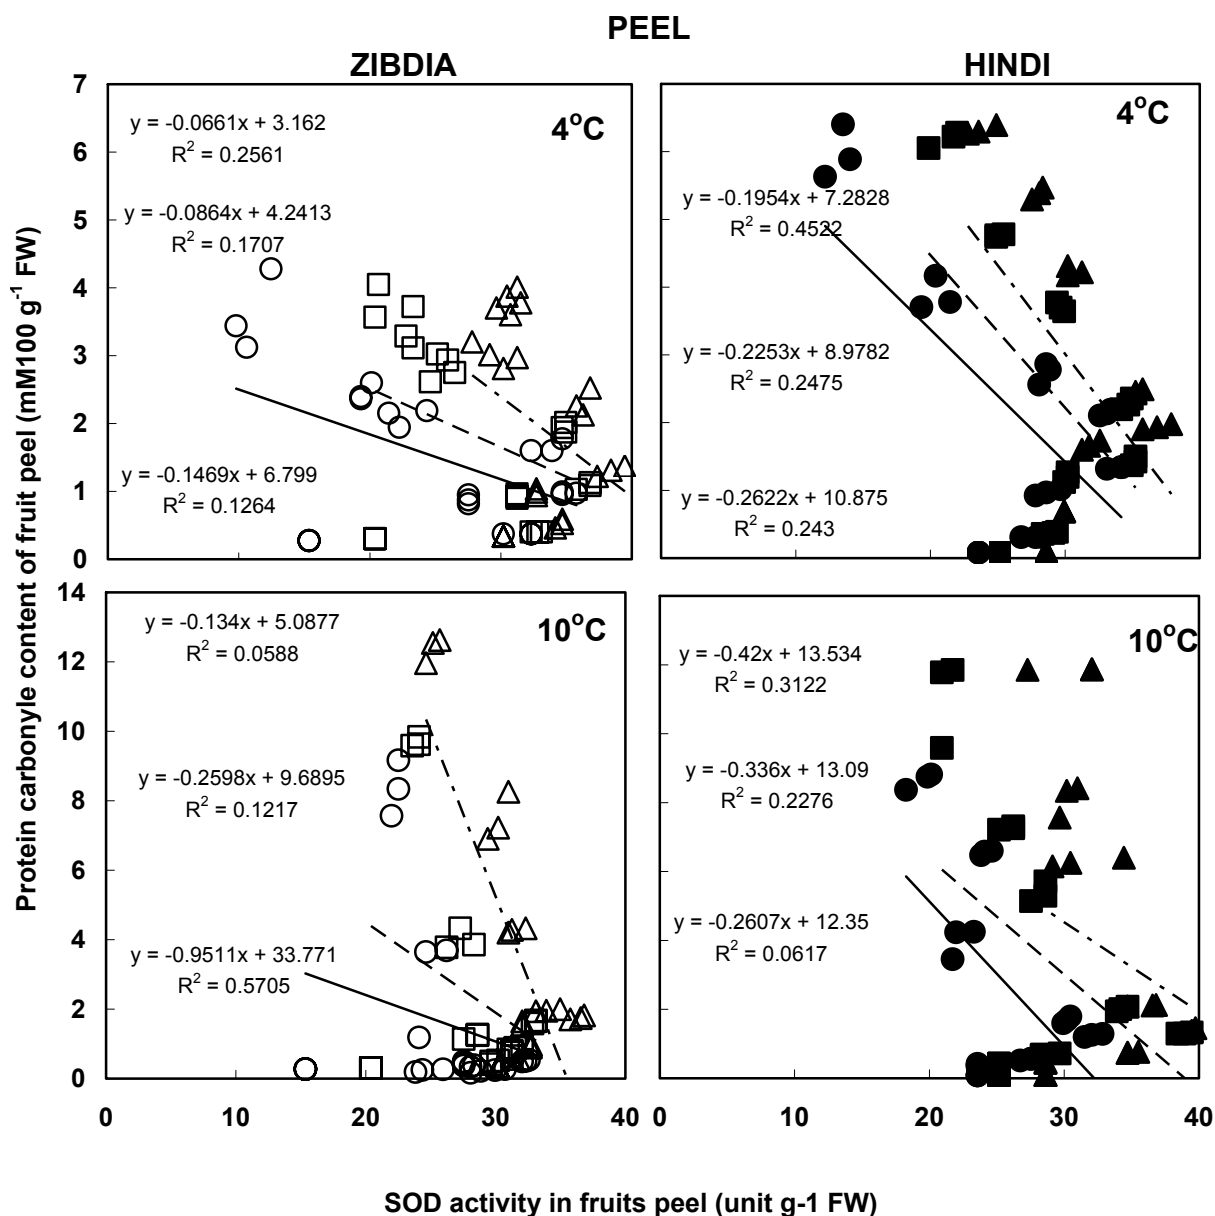 PEEL
ZIBDIA
HINDI
Protein carbonyle content of fruit peel (mM100 g-1 FW)
7
6
5
4
3
2
1
0
y = -0.0661x + 3.162
R2 = 0.2561
4oC
y = -0.0864x + 4.2413
R2 = 0.1707
y = -0.1469x + 6.799
R2 = 0.1264
4oC
y = -0.1954x + 7.2828
R2 = 0.4522
y = -0.2253x + 8.9782
R2 = 0.2475
y = -0.2622x + 10.875
R2 = 0.243
14
12
10
8
6
4
2
0
y = -0.134x + 5.0877
R2 = 0.0588
10oC
y = -0.2598x + 9.6895
R2 = 0.1217
y = -0.9511x + 33.771
R2 = 0.5705
10oC
y = -0.42x + 13.534
R2 = 0.3122
y = -0.336x + 13.09
R2 = 0.2276
y = -0.2607x + 12.35
R2 = 0.0617
0 10 20 30 40
0 10 20 30 40
SOD activity in fruits peel (unit g-1 FW)